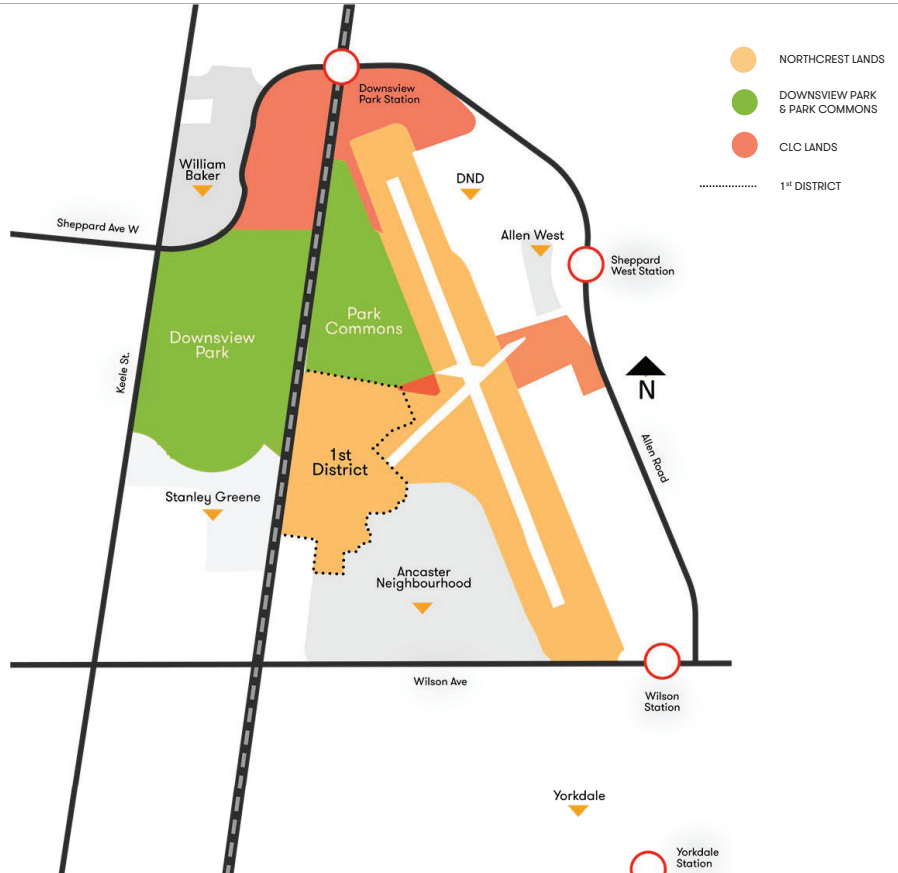 NORTHCREST LANDS
DOWNSVIEW PARK
& PARK COMMONS
CLC LANDS
1st DISTRICT
Downsview
Park Station
William
Baker
DND
Sheppard Ave W
Allen West
Sheppard
West Station
Park
Commons
Downsview
Park
Keele St.
N
Allen Road
1st
District
Stanley Greene
Ancaster
Neighbourhood
Wilson Ave
Wilson
Station
Yorkdale
Yorkdale
Station